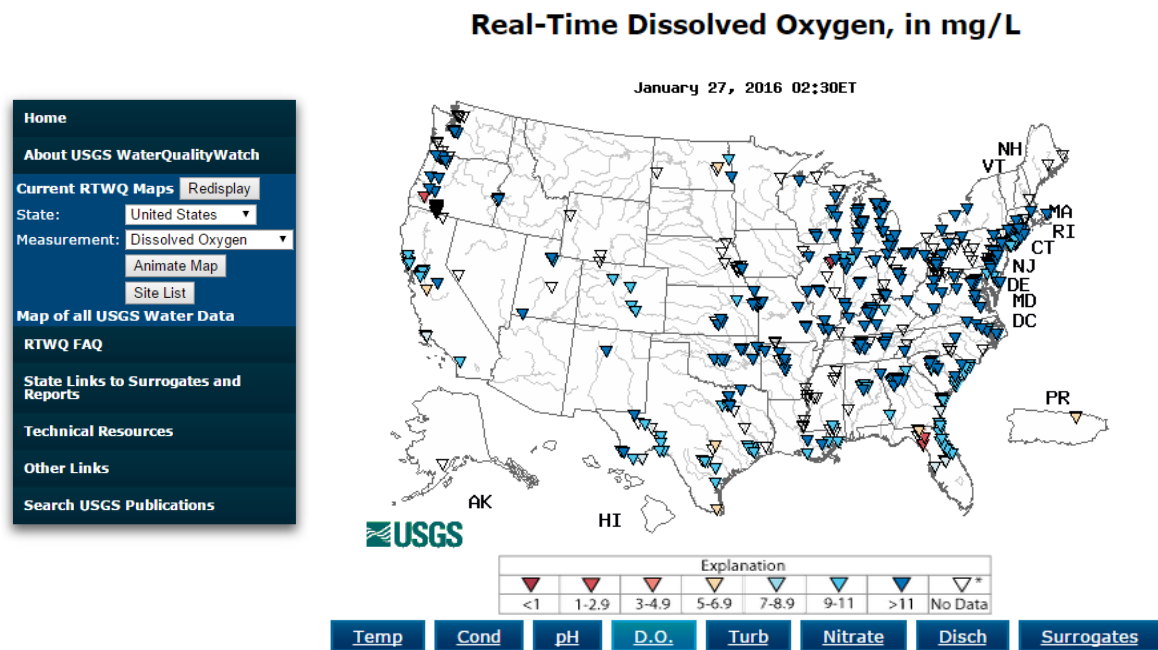 Real-Time Dissolved Oxygen, in mg/L
January 27, 2016 02:30ET
Home
About USGS WaterQualityWatch
Current RTWQ Maps Redisplay
State: United States
Measurement: Dissolved Oxygen
Animate Map
Site List
Map of all USGS Water Data
RTWQ FAQ
State Links to Surrogates and
Reports
Technical Resources
Other Links
Search USGS Publications
NH
VT
MA
RI
CT
NJ
DE
MD
DC
PR
AK
HI
USGS
Explanation
*
<1 1-2.9 3-4.9 5-6.9 7-8.9 9-11 >11 No Data
Temp Cond pH D.O. Turb Nitrate Disch Surrogates